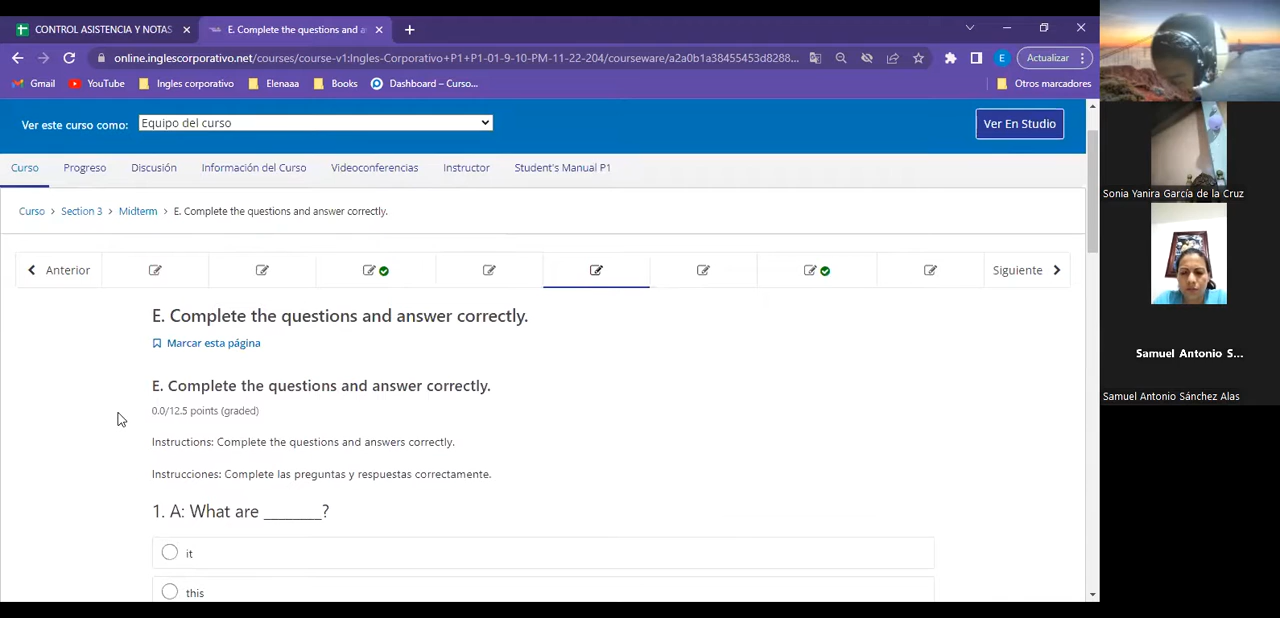 CONTROL ASISTENCIA Y NOTAS
E. Complete the questions and a
online.inglescorporativo.net/courses/course-v1:Ingles-Corporativo+P1+P1-01-9-10-PM-11-22-204/courseware/a2a0b1a38455453d8288...
E
Actualizar
Gmail
YouTube
Ingles corporativo
Elenaaa
Books
Dashboard – Curso...
Otros marcadores
Ver este curso como:
Equipo del curso
Ver En Studio
Curso
Progreso
Discusión
Información del Curso
Videoconferencias
Instructor
Student's Manual P1
Curso > Section 3 > Midterm > E. Complete the questions and answer correctly.
Anterior
Siguiente
E. Complete the questions and answer correctly.
Marcar esta página
E. Complete the questions and answer correctly.
0.0/12.5 points (graded)
Instructions: Complete the questions and answers correctly.
Instrucciones: Complete las preguntas y respuestas correctamente.
1. A: What are ________?
it
this
Sonia Yanira García de la Cruz
Samuel Antonio S...
Samuel Antonio Sánchez Alas